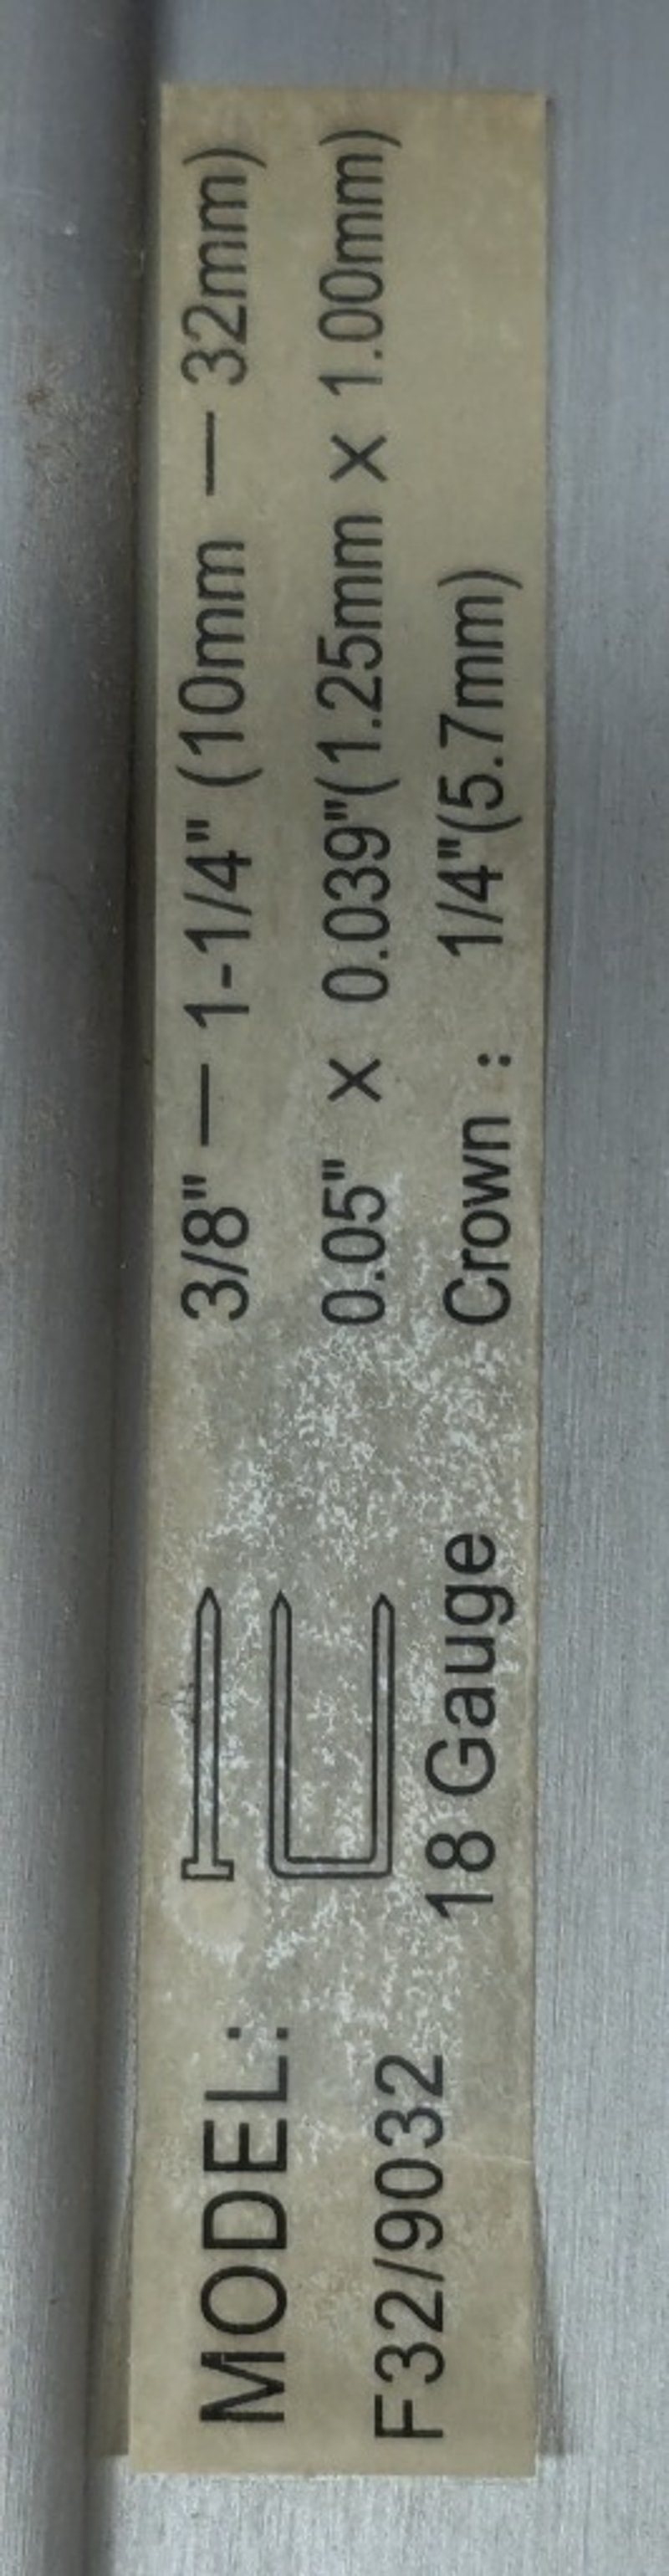 MODEL:
F32/9032
18 Gauge
3/8" — 1-1/4" (10mm — 32mm)
0.05" x 0.039"(1.25mm x 1.00mm)
Crown : 1/4"(5.7mm)